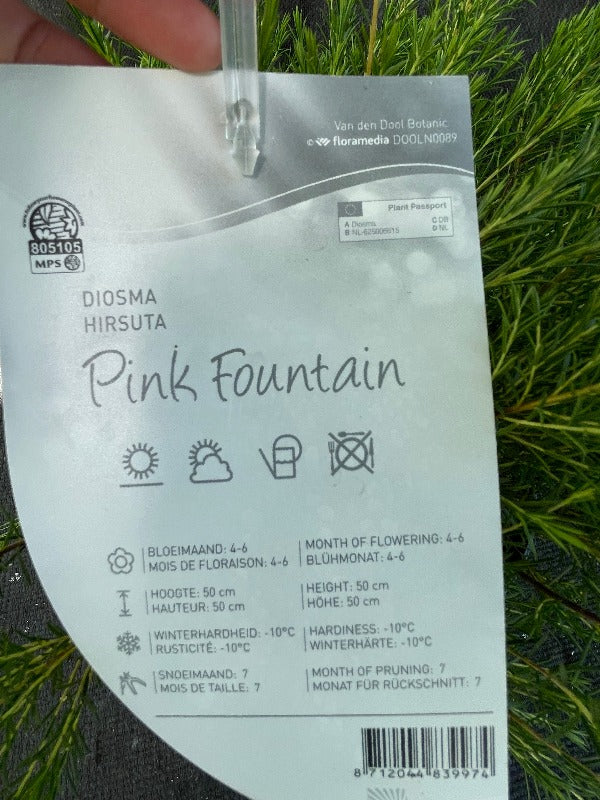 Van den Dool Botanic
© floramedia DOOLN0089
Plant Passport
A Diosma
C DR
D NL
805105
MPS
DIOSMA
HIRSUTA
Pink Fountain
BLOEIMAAND: 4-6
MOIS DE FLORAISON: 4-6
MONTH OF FLOWERING: 4-6
BLÜHMONAT: 4-6
HOOGTE: 50 cm
HAUTEUR: 50 cm
HEIGHT: 50 cm
HÖHE: 50 cm
WINTERHARDHEID: -10°C
RUSTICITÉ: -10°C
HARDINESS: -10°C
WINTERHÄRTE: -10°C
SNOEIMAAND: 7
MOIS DE TAILLE: 7
MONTH OF PRUNING: 7
MONAT FÜR RÜCKSCHNITT: 7
8 712044 839974